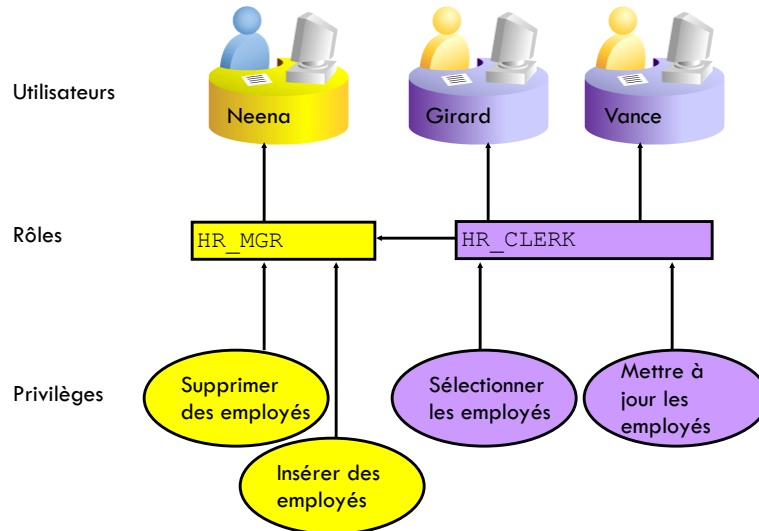 Utilisateurs
Neena
Girard
Vance
Rôles
HR_MGR
HR_CLERK
Privilèges
Supprimer
des employés
Insérer des
employés
Sélectionner
les employés
Mettre à
jour les
employés